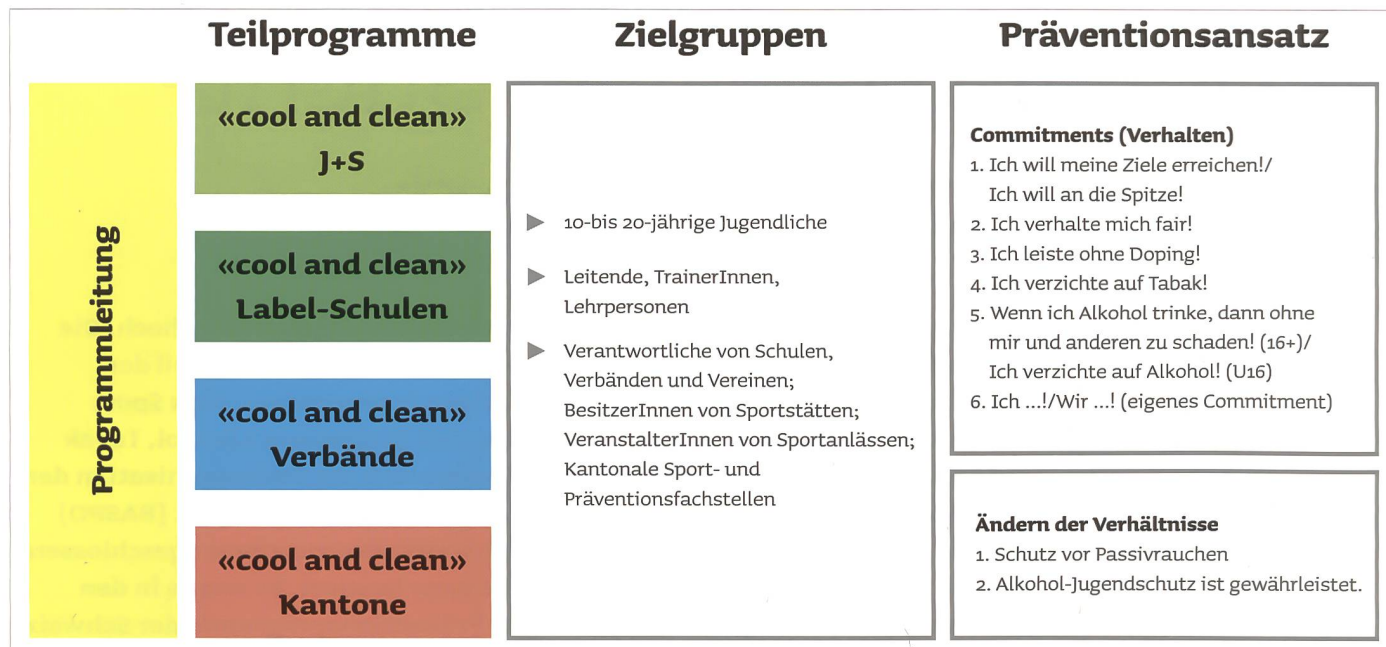 Teilprogramme
Zielgruppen
Präventionsansatz
Programmleitung
«cool and clean»
J+S
«cool and clean»
Label-Schulen
«cool and clean»
Verbände
«cool and clean»
Kantone
10-bis 20-jährige Jugendliche
Leitende, TrainerInnen,
Lehrpersonen
Verantwortliche von Schulen,
Verbänden und Vereinen;
BesitzerInnen von Sportstätten;
VeranstalterInnen von Sportanlässen;
Kantonale Sport- und
Präventionsfachstellen
Commitments (Verhalten)
1. Ich will meine Ziele erreichen!/
Ich will an die Spitze!
2. Ich verhalte mich fair!
3. Ich leiste ohne Doping!
4. Ich verzichte auf Tabak!
5. Wenn ich Alkohol trinke, dann ohne
mir und anderen zu schaden! (16+)/
Ich verzichte auf Alkohol! (U16)
6. Ich ...!/Wir ...! (eigenes Commitment)
Ändern der Verhältnisse
1. Schutz vor Passivrauchen
2. Alkohol-Jugendschutz ist gewährleistet.